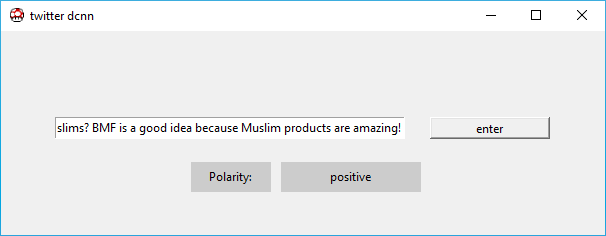 twitter dcnn
slims? BMF is a good idea because Muslim products are amazing!
enter
Polarity:
positive